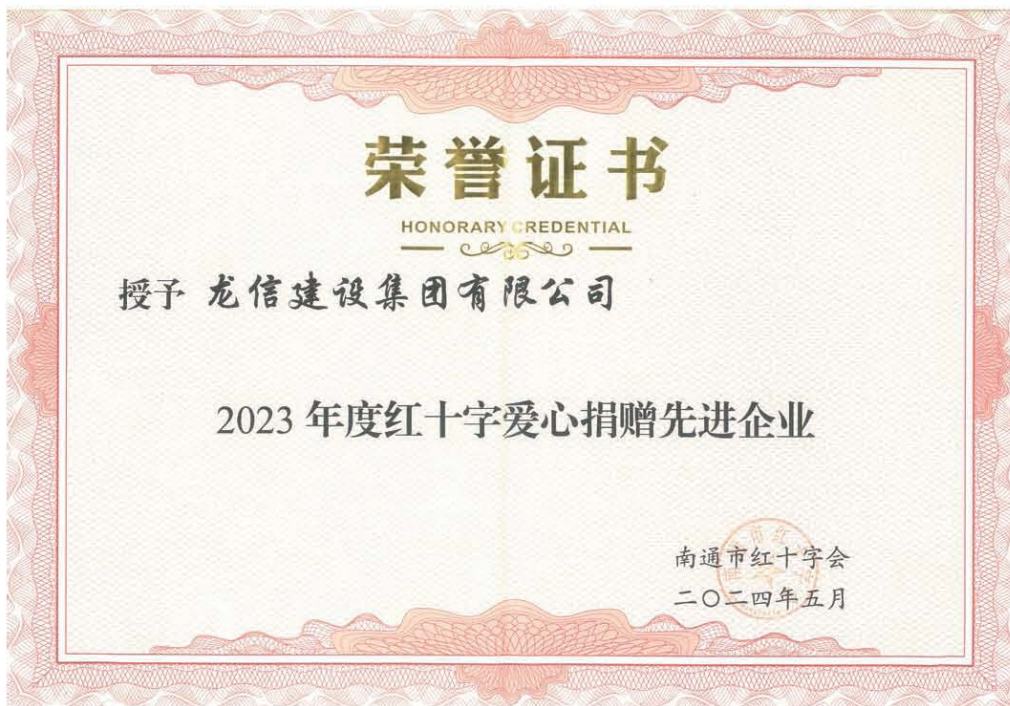 荣誉证书
HONORARY CREDENTIAL
授予 龙信建设集团有限公司
2023 年度红十字爱心捐赠先进企业
南通市红十字会
二〇二四年五月